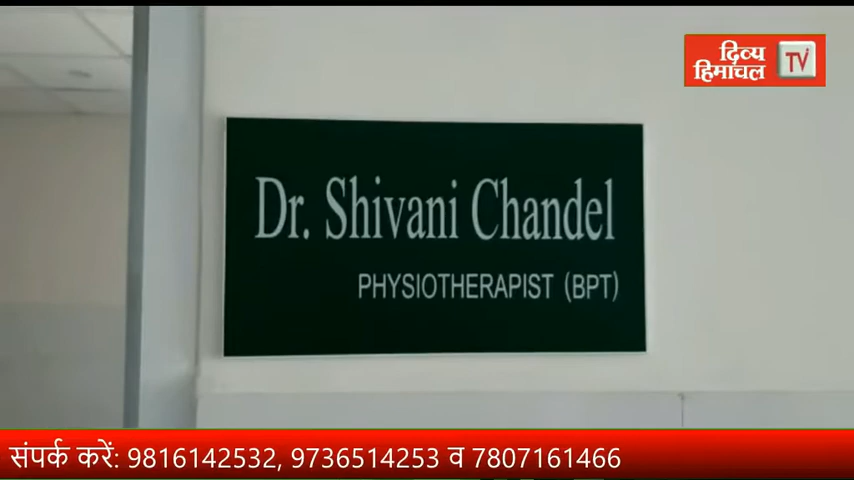 दिव्य
हिमाचल TV
Dr. Shivani Chandel
PHYSIOTHERAPIST (BPT)
संपर्क करें: 9816142532, 9736514253 व 7807161466